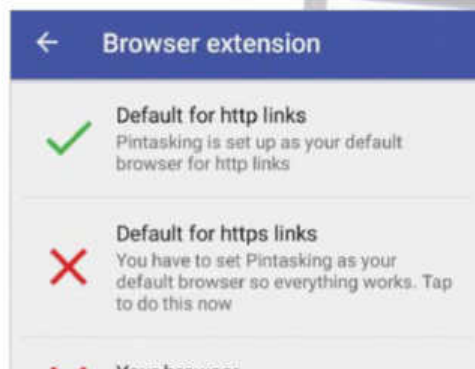 Browser extension
Default for http links
Pintasking is set up as your default
browser for http links
Default for https links
You have to set Pintasking as your
default browser so everything works. Tap
to do this now
Your browser